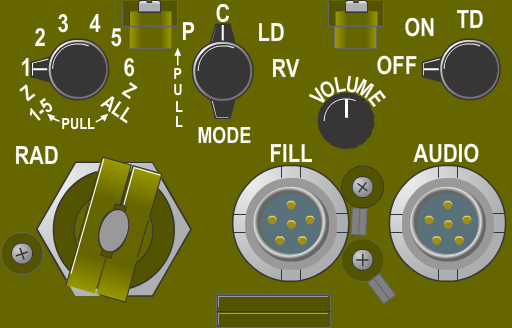 1 2 3 4 5 6
Z 1-5
PULL
Z ALL
P
PULL
C
LD
RV
MODE
VOLUME
ON
TD
OFF
RAD
FILL
AUDIO